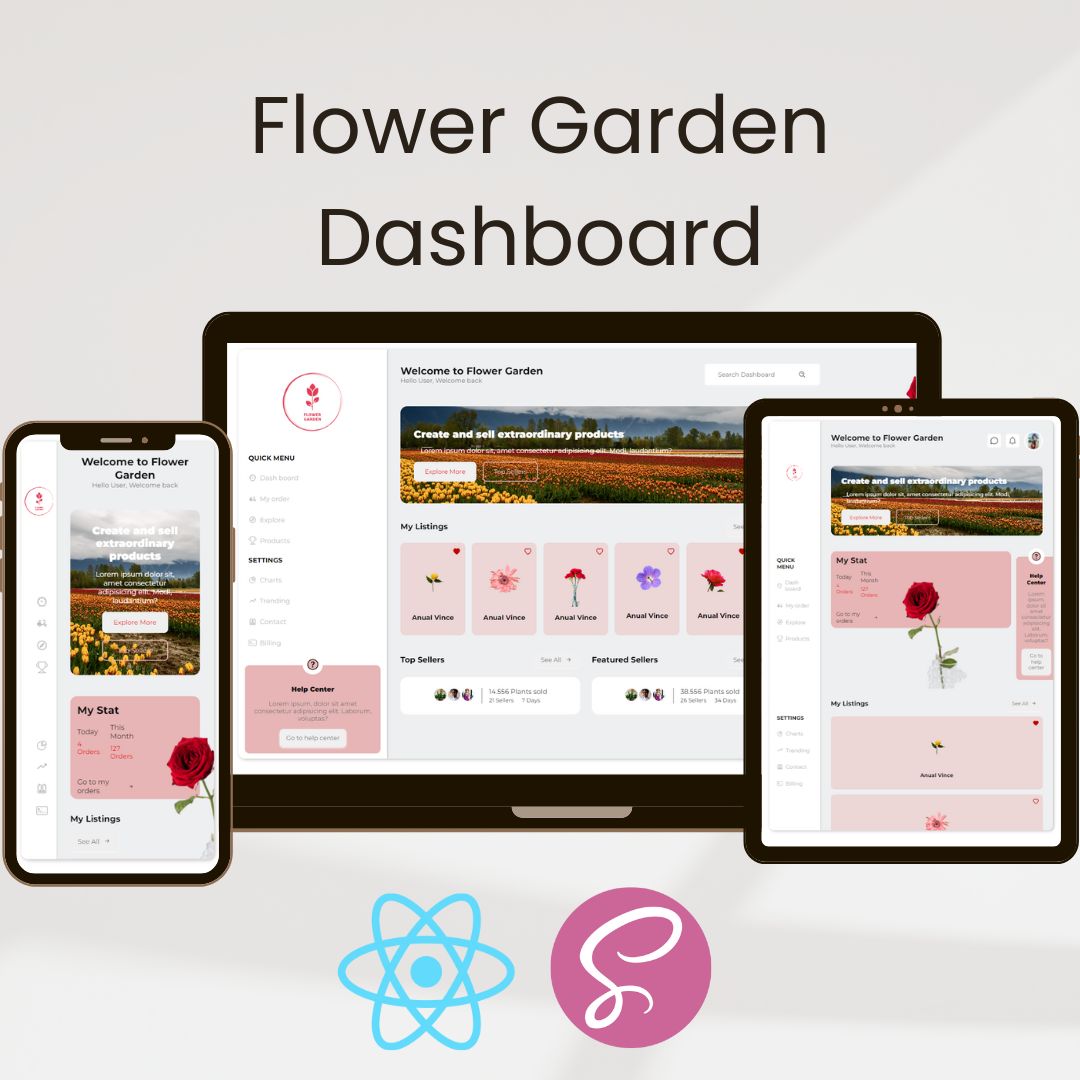 Flower Garden
Dashboard
Welcome to Flower
Garden
Hello User, Welcome back
Create and sell
extraordinary
products
Lorem ipsum dolor sit,
amet consectetur
adipisicing elit.
Modi, laudantium?
Explore More
My Stat
Today
This
Month
4
Orders
127
Orders
Go to my
orders
My Listings
See All
FLOWER
GARDEN
QUICK MENU
Dash board
My order
Explore
Products
SETTINGS
Charts
Tranding
Contact
Billing
Help Center
Lorem ipsum dolor, sit amet
consectetur adipisicing elit. Laborum,
voluptas?
Go to help center
Welcome to Flower Garden
Hello User, Welcome back
Search Dashboard
Create and sell extraordinary products
Lorem ipsum dolor sit, amet consectetur adipisicing elit. Modi, laudantium?
Explore More
Top Sellers
My Listings
See
Anual Vince
Anual Vince
Anual Vince
Anual Vince
Anual Vince
Top Sellers
See All
14.556 Plants sold
21 Sellers
7 Days
Featured Sellers
See
38.556 Plants sold
26 Sellers
34 Days
QUICK
MENU
Dash
board
My order
Explore
Products
SETTINGS
Charts
Tranding
Contact
Billing
Welcome to Flower Garden
Hello User, Welcome back
Create and sell extraordinary products
Lorem ipsum dolor sit, amet consectetur adipisicing elit. Modi,
laudantium?
Explore More
Top Sellers
My Stat
Today
This
Month
4
Orders
127
Orders
Go to my
orders
Help
Center
Lorem
ipsum
dolor, sit
amet
consectetur
adipisicing
elit.
Laborum,
voluptas?
Go to
help
center
My Listings
See All
Anual Vince